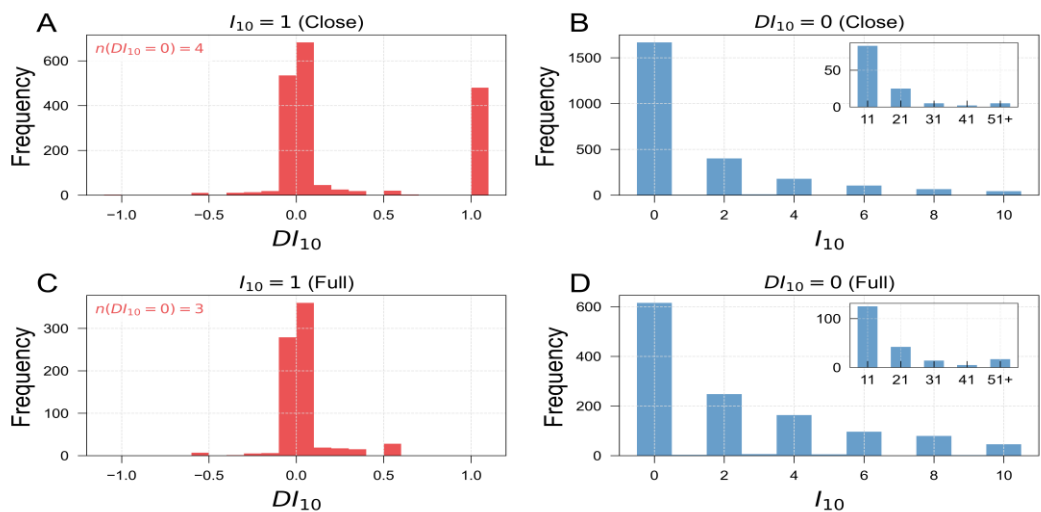 A
I₁₀ = 1 (Close)
n(DI₁₀ = 0) = 4
Frequency
600
400
200
0
−1.0 −0.5 0.0 0.5 1.0
DI₁₀
B
DI₁₀ = 0 (Close)
Frequency
1500
1000
500
0
0 2 4 6 8 10
I₁₀
50
0
11 21 31 41 51+
C
I₁₀ = 1 (Full)
n(DI₁₀ = 0) = 3
Frequency
300
200
100
0
−1.0 −0.5 0.0 0.5 1.0
DI₁₀
D
DI₁₀ = 0 (Full)
Frequency
600
400
200
0
0 2 4 6 8 10
I₁₀
100
0
11 21 31 41 51+